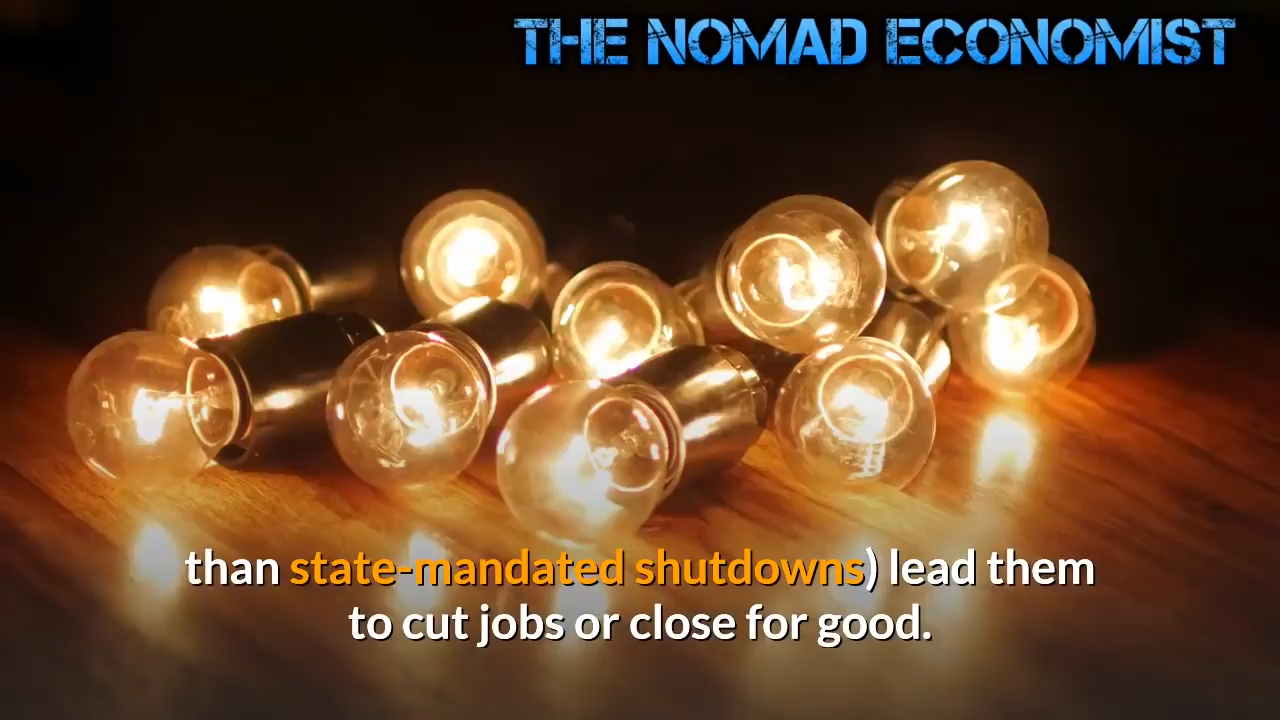 THE NOMAD ECONOMIST
than state-mandated shutdowns) lead them
to cut jobs or close for good.